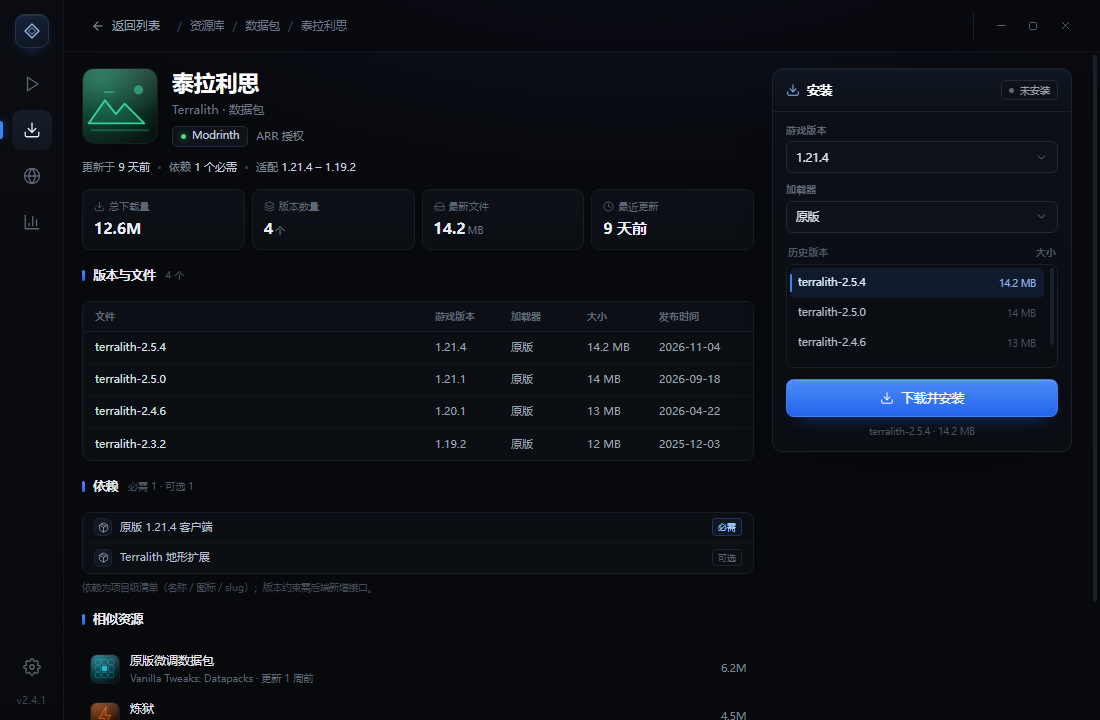 返回列表 / 资源库 / 数据包 / 泰拉利思
泰拉利思
Terralith · 数据包
Modrinth ARR 授权
更新于 9 天前 • 依赖 1 个必需 • 适配 1.21.4 – 1.19.2
总下载量
12.6M
版本数量
4 个
最新文件
14.2 MB
最近更新
9 天前
版本与文件 4 个
文件 游戏版本 加载器 大小 发布时间
terralith-2.5.4 1.21.4 原版 14.2 MB 2026-11-04
terralith-2.5.0 1.21.1 原版 14 MB 2026-09-18
terralith-2.4.6 1.20.1 原版 13 MB 2026-04-22
terralith-2.3.2 1.19.2 原版 12 MB 2025-12-03
依赖 必需 1 · 可选 1
原版 1.21.4 客户端 必需
Terralith 地形扩展 可选
依赖为项目级清单（名称 / 图标 / slug）；版本约束需后端新增接口。
相似资源
原版微调数据包
Vanilla Tweaks: Datapacks · 更新 1 周前
6.2M
炼狱
4.5M
安装 未安装
游戏版本
1.21.4
加载器
原版
历史版本 大小
terralith-2.5.4 14.2 MB
terralith-2.5.0 14 MB
terralith-2.4.6 13 MB
下载并安装
terralith-2.5.4 · 14.2 MB
v2.4.1